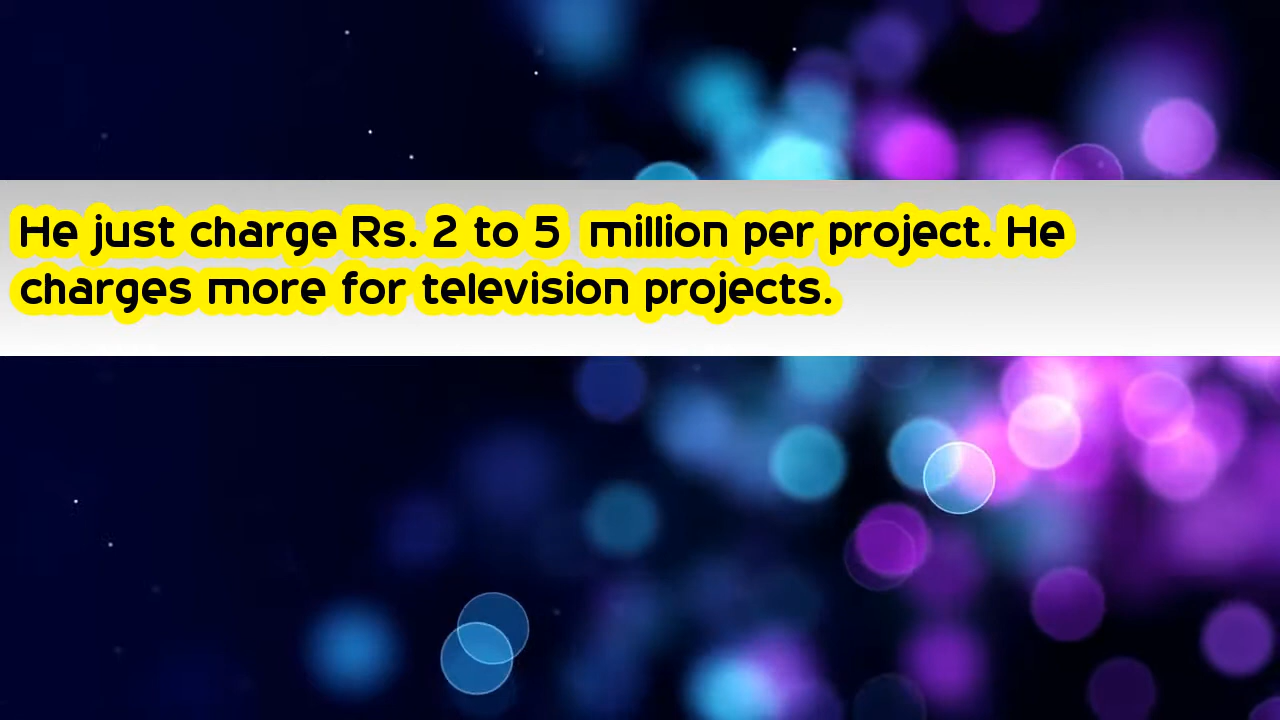 He just charge Rs. 2 to 5  million per project. He
charges more for television projects.